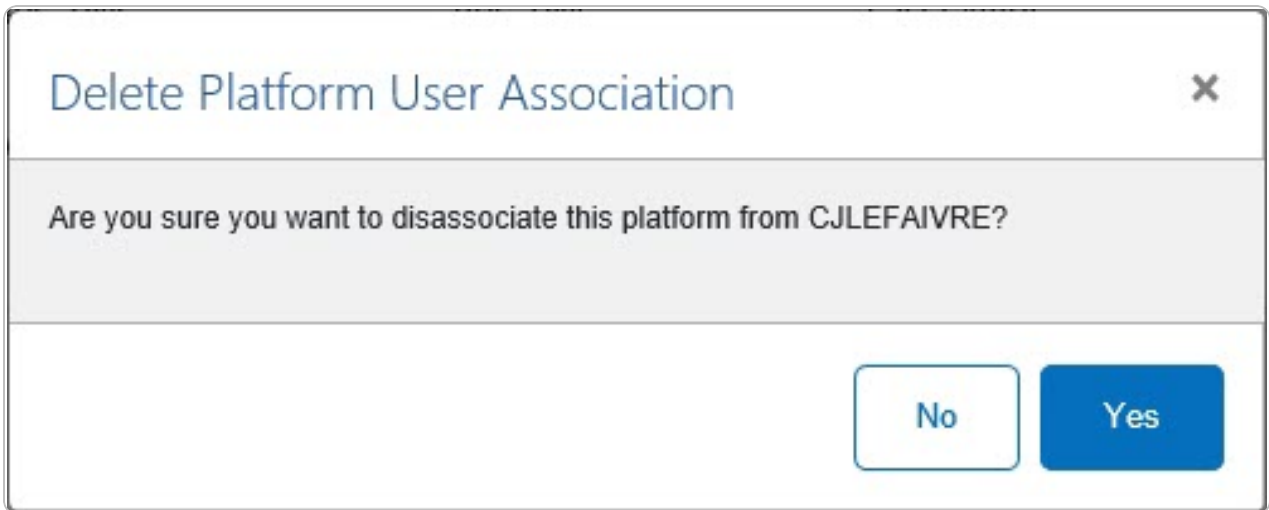 Delete Platform User Association
×
Are you sure you want to disassociate this platform from CJLEFAIVRE?
No
Yes